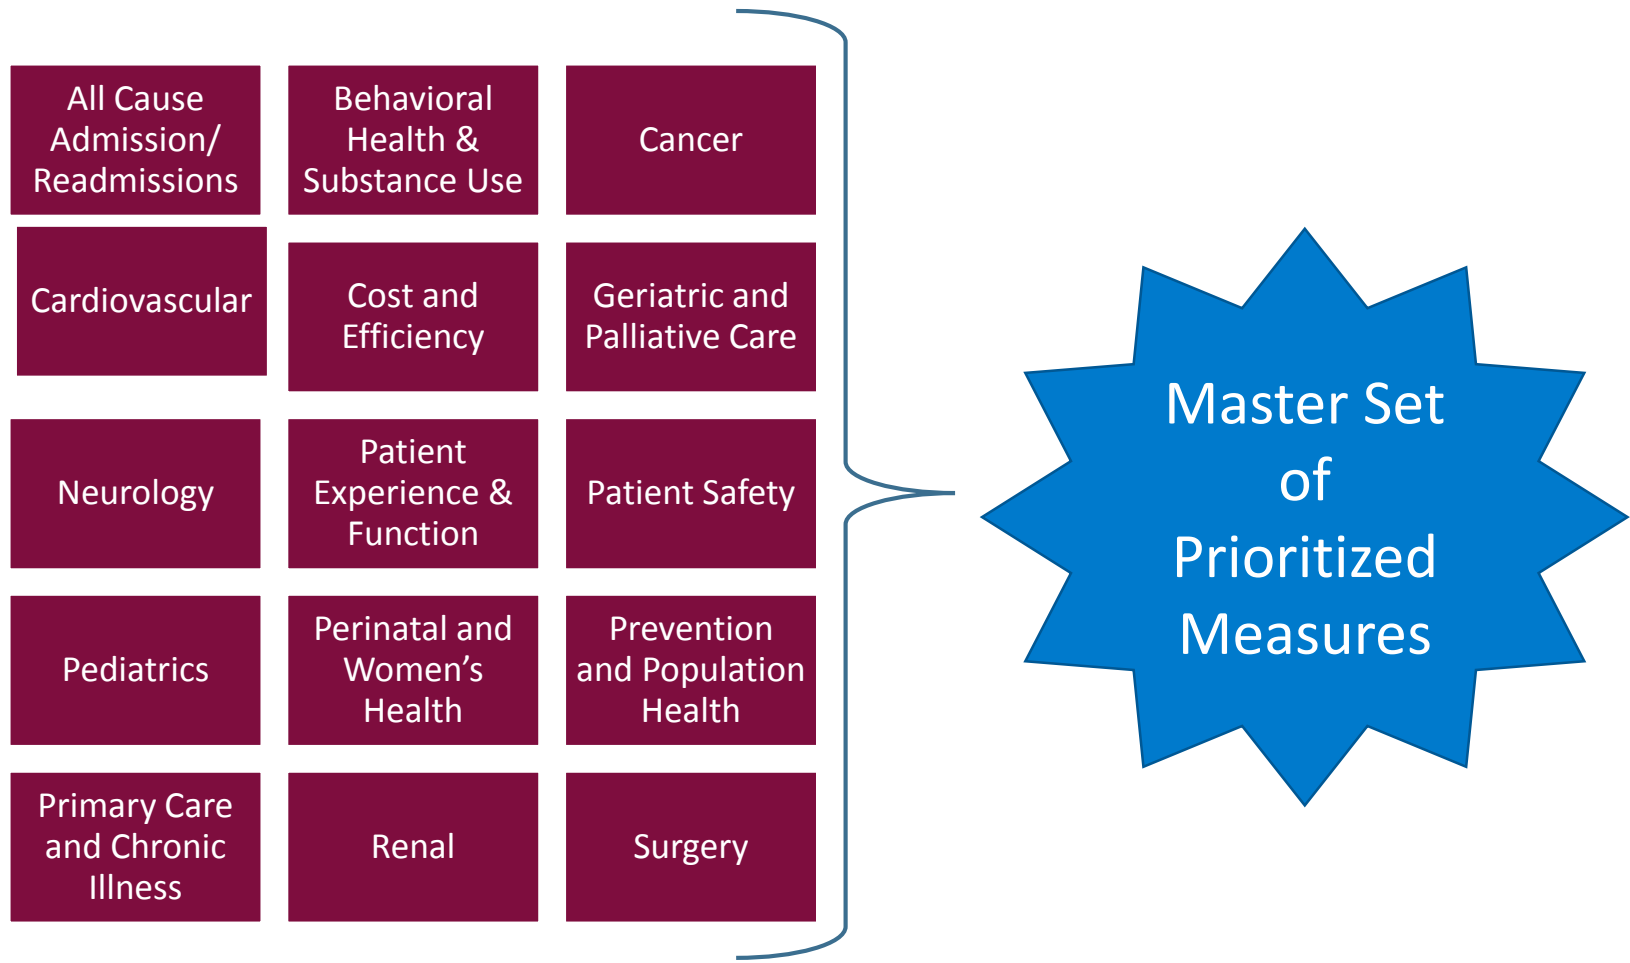 All Cause
Admission/
Readmissions
Behavioral
Health &
Substance Use
Cancer
Cardiovascular
Cost and
Efficiency
Geriatric and
Palliative Care
Neurology
Patient
Experience &
Function
Patient Safety
Pediatrics
Perinatal and
Women’s
Health
Prevention
and Population
Health
Primary Care
and Chronic
Illness
Renal
Surgery
Master Set
of
Prioritized
Measures